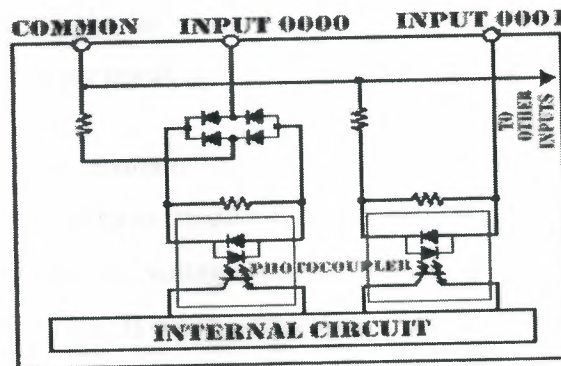 COMMON INPUT 0000 INPUT 0001
TO
OTHER
INPUTS
PHOTOCOUPLER
INTERNAL CIRCUIT